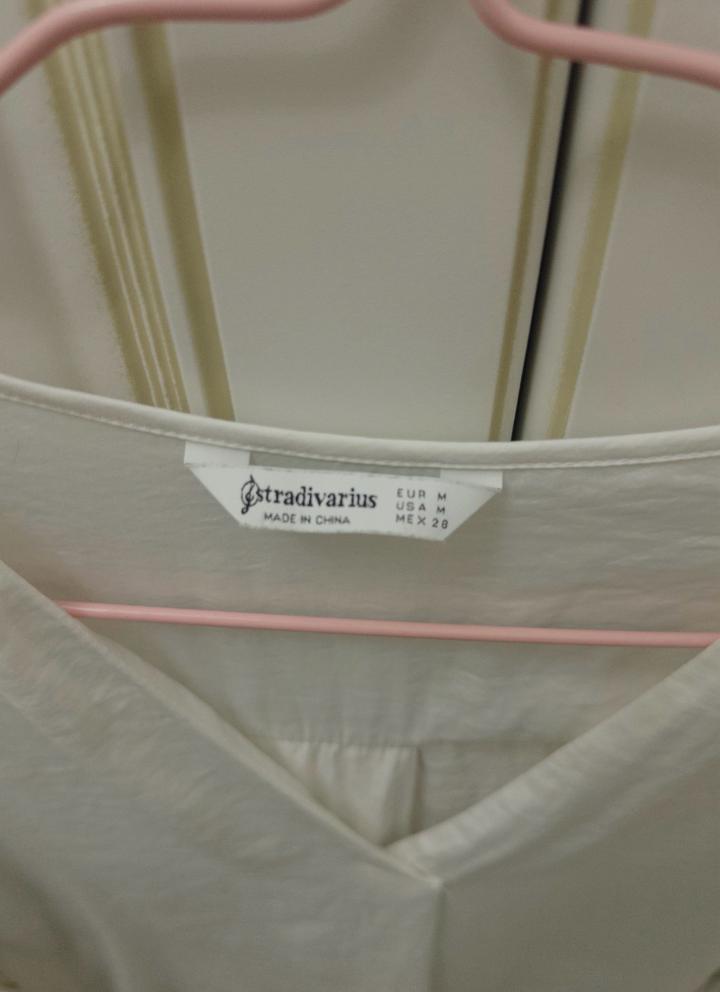 stradivarius
MADE IN CHINA
EUR M
USA M
MEX 28